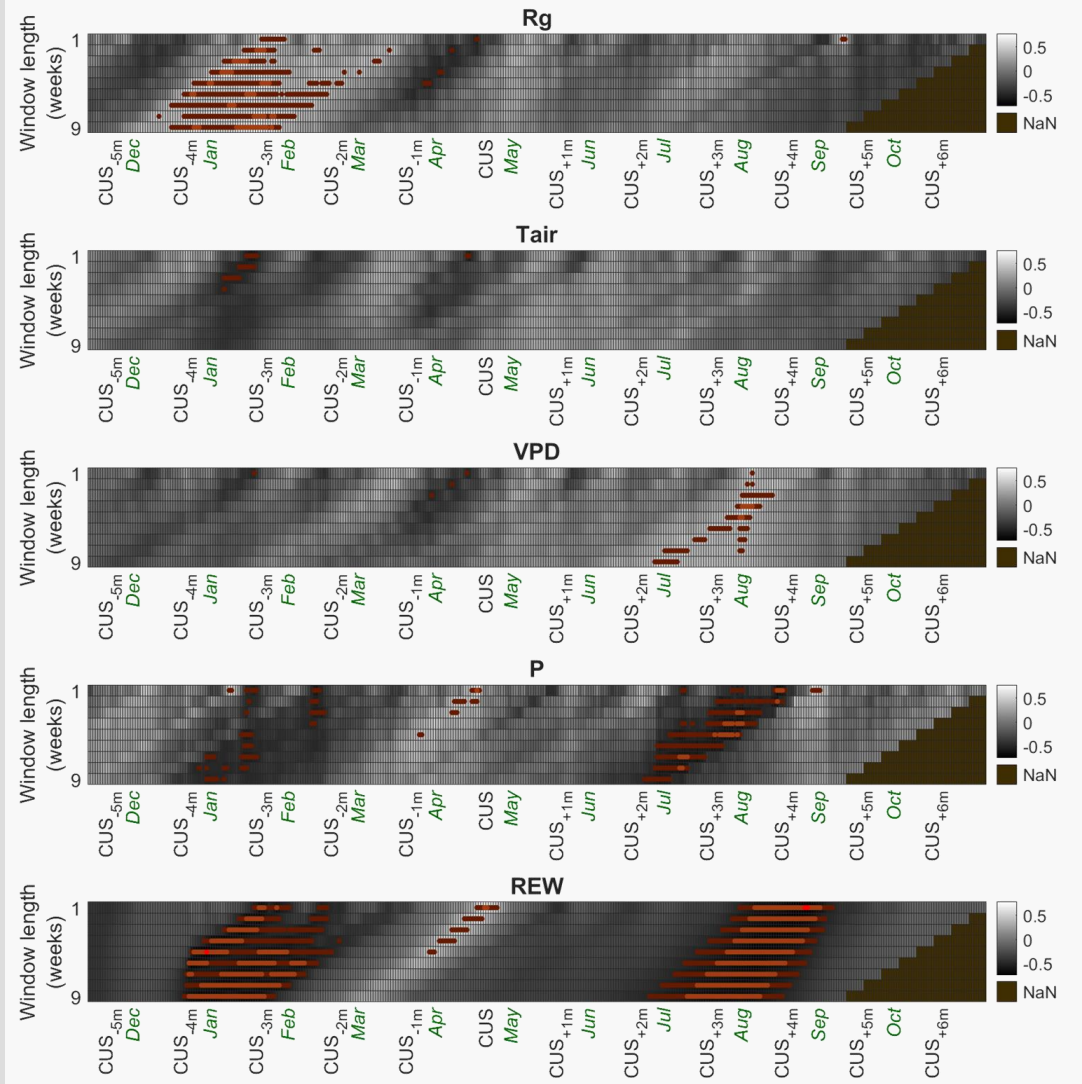 Rg
Window length
(weeks)
1
9
0.5
0
-0.5
NaN
CUS-5m Dec CUS-4m Jan CUS-3m Feb CUS-2m Mar CUS-1m Apr CUS May CUS+1m Jun CUS+2m Jul CUS+3m Aug CUS+4m Sep CUS+5m Oct CUS+6m
Tair
Window length
(weeks)
1
9
0.5
0
-0.5
NaN
CUS-5m Dec CUS-4m Jan CUS-3m Feb CUS-2m Mar CUS-1m Apr CUS May CUS+1m Jun CUS+2m Jul CUS+3m Aug CUS+4m Sep CUS+5m Oct CUS+6m
VPD
Window length
(weeks)
1
9
0.5
0
-0.5
NaN
CUS-5m Dec CUS-4m Jan CUS-3m Feb CUS-2m Mar CUS-1m Apr CUS May CUS+1m Jun CUS+2m Jul CUS+3m Aug CUS+4m Sep CUS+5m Oct CUS+6m
P
Window length
(weeks)
1
9
0.5
0
-0.5
NaN
CUS-5m Dec CUS-4m Jan CUS-3m Feb CUS-2m Mar CUS-1m Apr CUS May CUS+1m Jun CUS+2m Jul CUS+3m Aug CUS+4m Sep CUS+5m Oct CUS+6m
REW
Window length
(weeks)
1
9
0.5
0
-0.5
NaN
CUS-5m Dec CUS-4m Jan CUS-3m Feb CUS-2m Mar CUS-1m Apr CUS May CUS+1m Jun CUS+2m Jul CUS+3m Aug CUS+4m Sep CUS+5m Oct CUS+6m